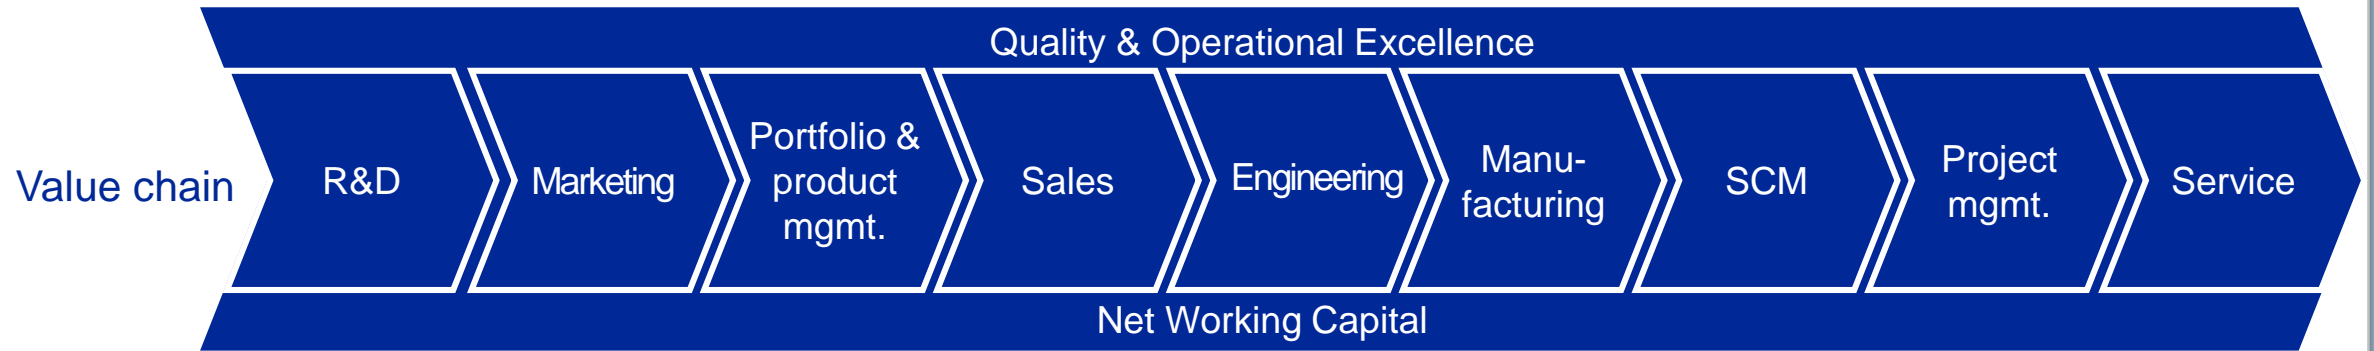 Quality & Operational Excellence
Value chain
R&D
Marketing
Portfolio &
product
mgmt.
Sales
Engineering
Manu-
facturing
SCM
Project
mgmt.
Service
Net Working Capital